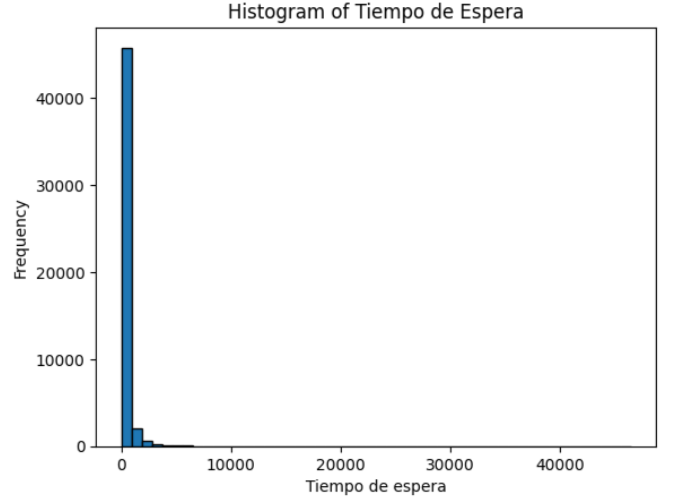 Histogram of Tiempo de Espera
Frequency
40000
30000
20000
10000
0
0 10000 20000 30000 40000
Tiempo de espera